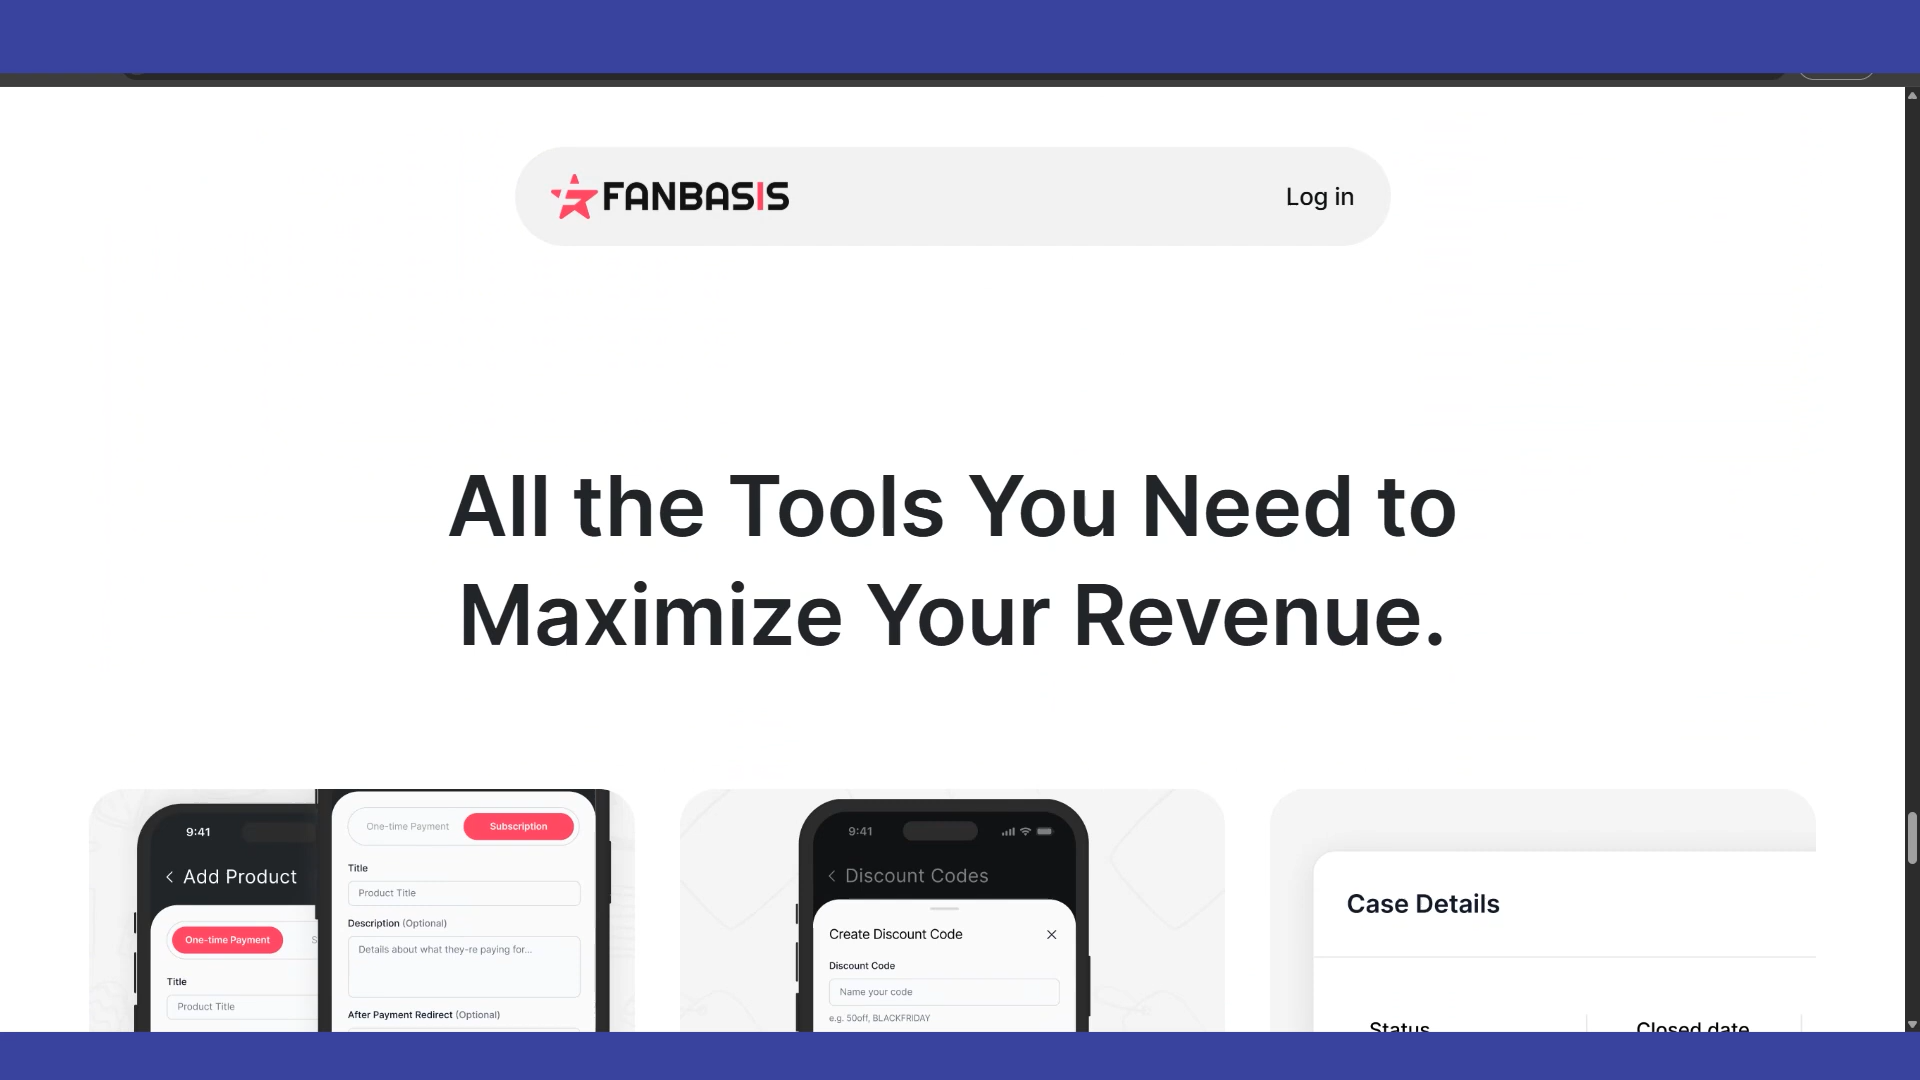 FANBASIS
Log in
All the Tools You Need to
Maximize Your Revenue.
9:41
Add Product
One-time Payment
Title
Product Title
One-time Payment
Subscription
Title
Product Title
Description (Optional)
Details about what they-re paying for...
After Payment Redirect (Optional)
9:41
Discount Codes
Create Discount Code
Discount Code
Name your code
e.g. 50off, BLACKFRIDAY
Case Details
Status
Closed date